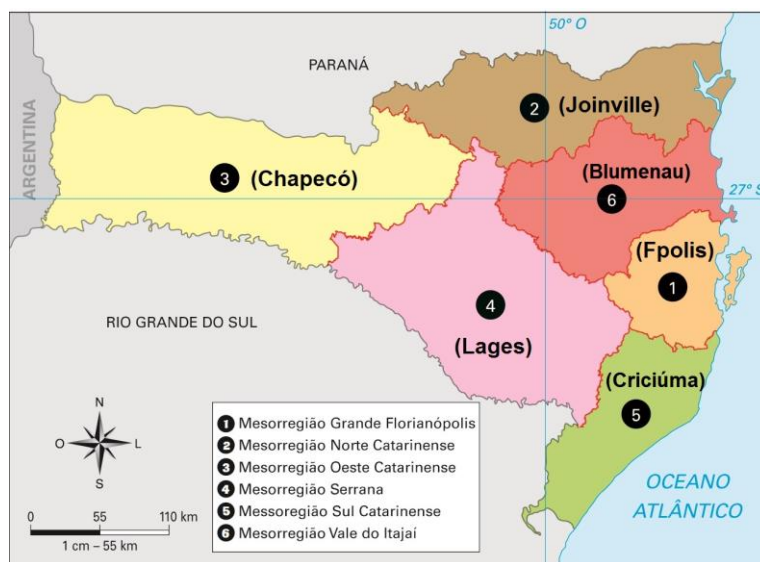 50° O
PARANÁ
ARGENTINA
2 (Joinville)
3 (Chapecó)
(Blumenau)
6
27° S
(Fpolis)
1
4
(Lages)
RIO GRANDE DO SUL
(Criciúma)
5
N
O L
S
0 55 110 km
1 cm – 55 km
1 Mesorregião Grande Florianópolis
2 Mesorregião Norte Catarinense
3 Mesorregião Oeste Catarinense
4 Mesorregião Serrana
5 Messoregião Sul Catarinense
6 Mesorregião Vale do Itajaí
OCEANO
ATLÂNTICO